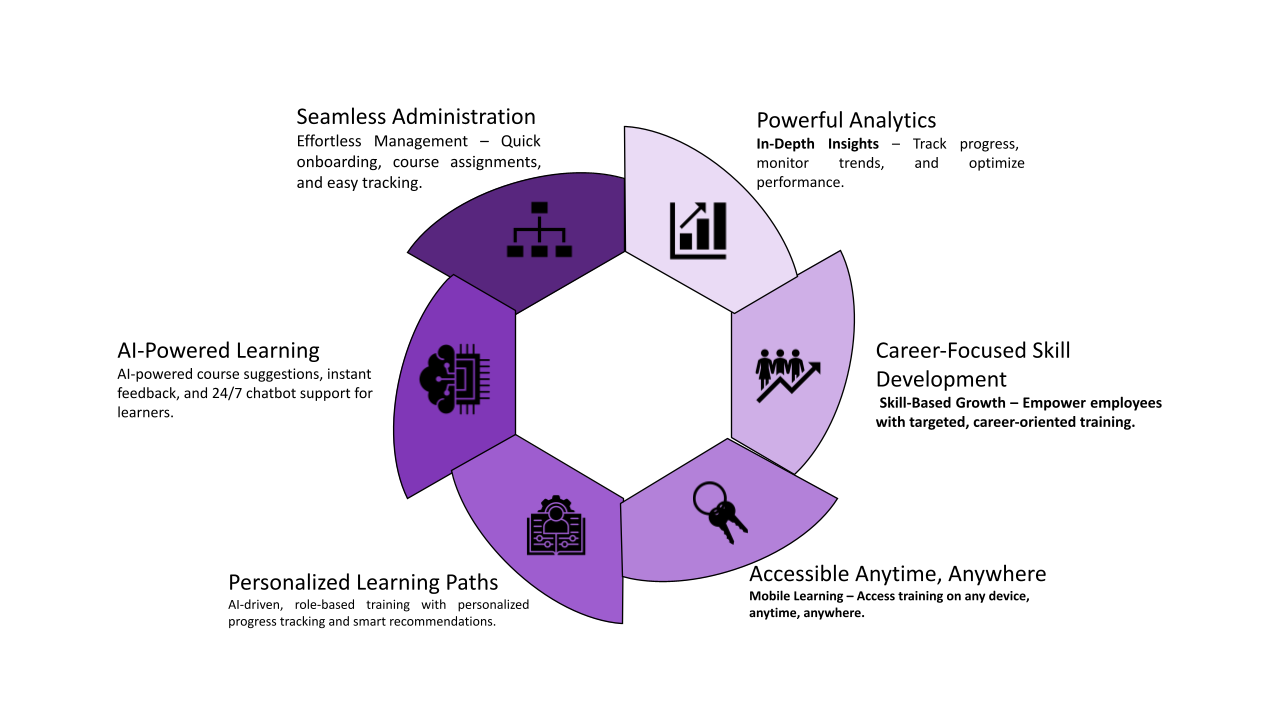 Seamless Administration
Effortless Management – Quick
onboarding, course assignments,
and easy tracking.
Powerful Analytics
In-Depth Insights – Track progress,
monitor trends, and optimize
performance.
AI-Powered Learning
AI-powered course suggestions, instant
feedback, and 24/7 chatbot support for
learners.
Career-Focused Skill
Development
Skill-Based Growth – Empower employees
with targeted, career-oriented training.
Personalized Learning Paths
AI-driven, role-based training with personalized
progress tracking and smart recommendations.
Accessible Anytime, Anywhere
Mobile Learning – Access training on any device,
anytime, anywhere.